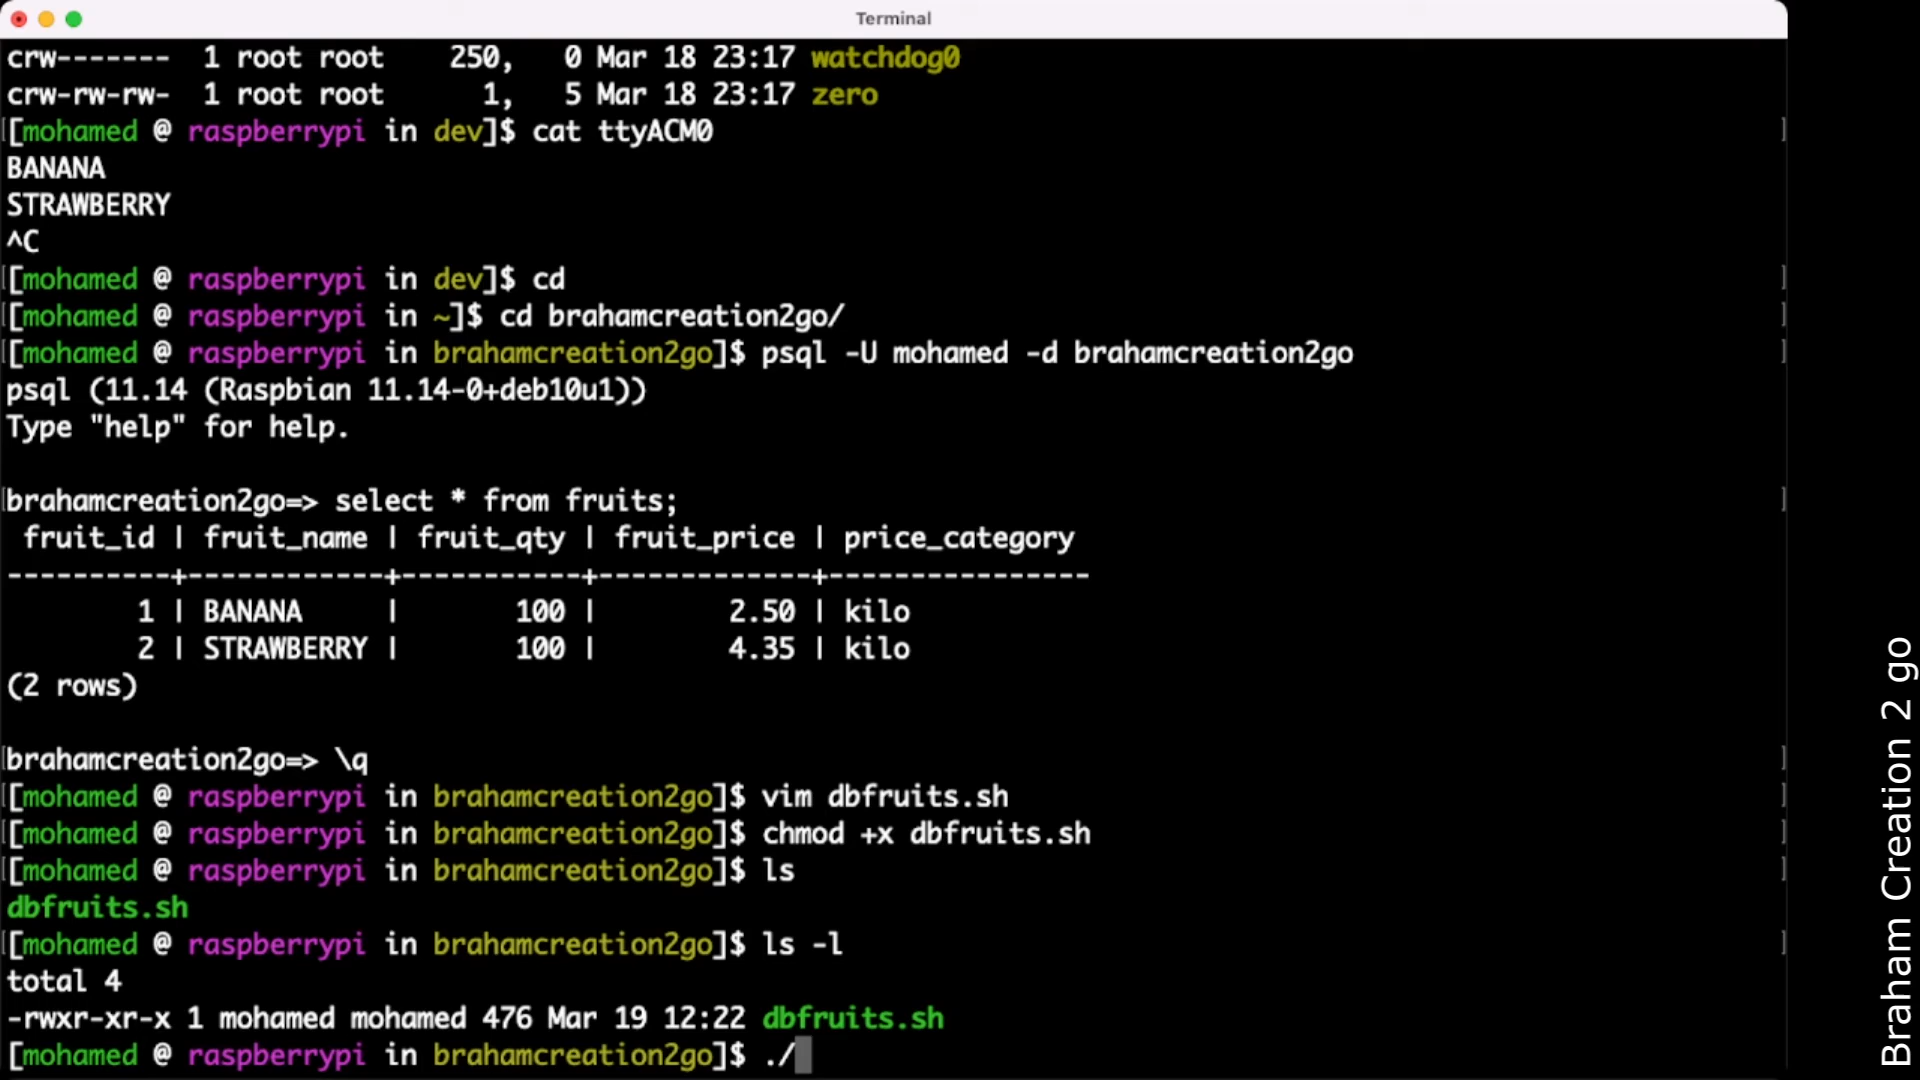 Terminal
crw------- 1 root root 250, 0 Mar 18 23:17 watchdog0
crw-rw-rw- 1 root root 1, 5 Mar 18 23:17 zero
[mohamed @ raspberrypi in dev]$ cat ttyACM0
BANANA
STRAWBERRY
^C
[mohamed @ raspberrypi in dev]$ cd
[mohamed @ raspberrypi in ~]$ cd brahamcreation2go/
[mohamed @ raspberrypi in brahamcreation2go]$ psql -U mohamed -d brahamcreation2go
psql (11.14 (Raspbian 11.14-0+deb10u1))
Type "help" for help.
brahamcreation2go=> select * from fruits;
fruit_id | fruit_name | fruit_qty | fruit_price | price_category
----------+------------+-----------+-------------+----------------
1 | BANANA | 100 | 2.50 | kilo
2 | STRAWBERRY | 100 | 4.35 | kilo
(2 rows)
brahamcreation2go=> \q
[mohamed @ raspberrypi in brahamcreation2go]$ vim dbfruits.sh
[mohamed @ raspberrypi in brahamcreation2go]$ chmod +x dbfruits.sh
[mohamed @ raspberrypi in brahamcreation2go]$ ls
dbfruits.sh
[mohamed @ raspberrypi in brahamcreation2go]$ ls -l
total 4
-rwxr-xr-x 1 mohamed mohamed 476 Mar 19 12:22 dbfruits.sh
[mohamed @ raspberrypi in brahamcreation2go]$ ./
Braham Creation 2 go